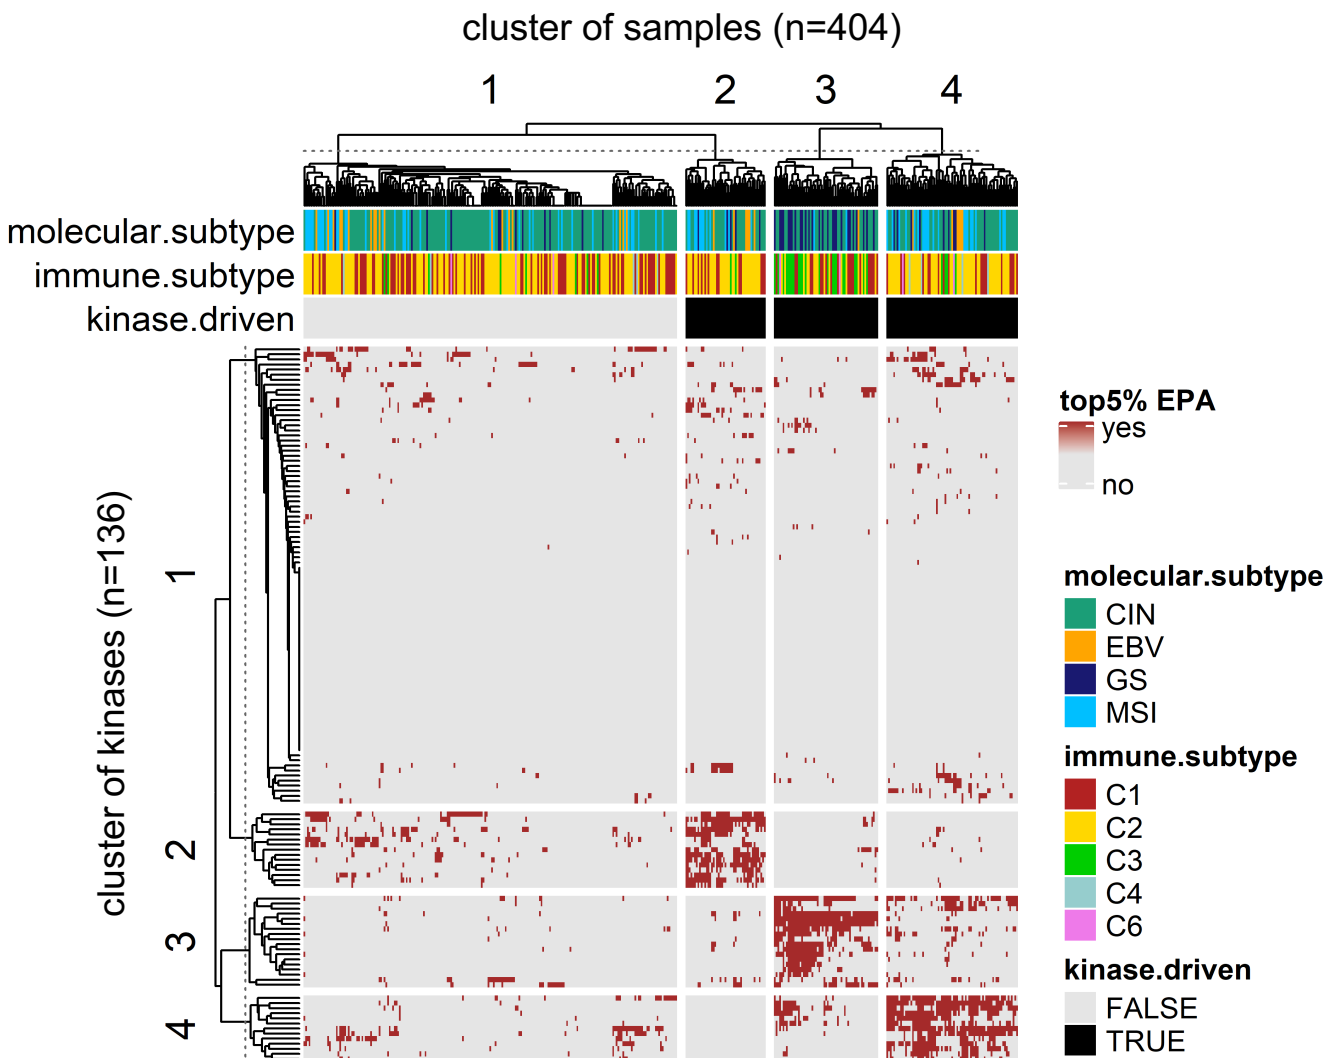 cluster of samples (n=404)
1 2 3 4
molecular.subtype
immune.subtype
kinase.driven
cluster of kinases (n=136)
1
2
3
4
top5% EPA
yes
no
molecular.subtype
CIN
EBV
GS
MSI
immune.subtype
C1
C2
C3
C4
C6
kinase.driven
FALSE
TRUE